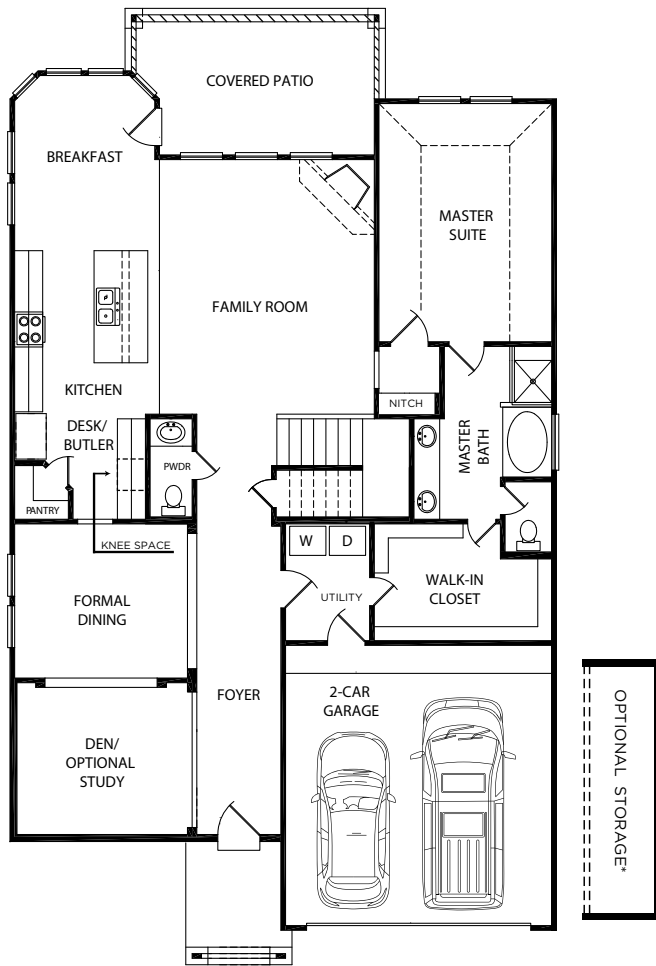 COVERED PATIO
BREAKFAST
MASTER
SUITE
FAMILY ROOM
KITCHEN
NITCH
DESK/
BUTLER
MASTER
BATH
PWDR
PANTRY
KNEE SPACE
W
D
UTILITY
WALK-IN
CLOSET
FORMAL
DINING
FOYER
2-CAR
GARAGE
DEN/
OPTIONAL
STUDY
OPTIONAL STORAGE*